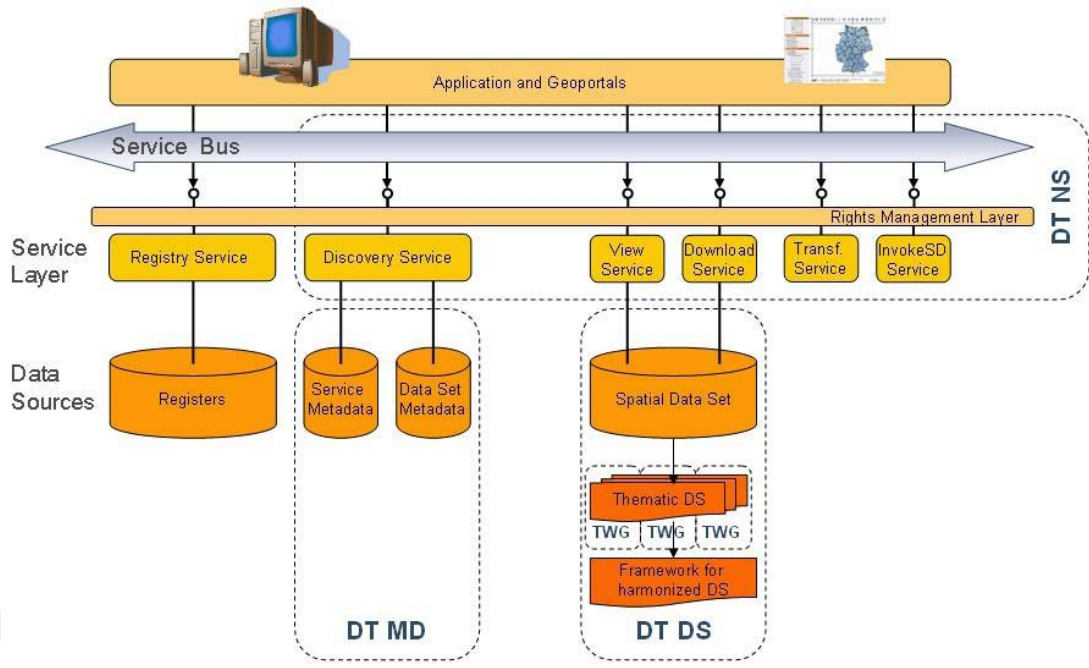 Application and Geoportals
Service Bus
DT NS
Rights Management Layer
Service
Layer
Registry Service
Discovery Service
View
Service
Download
Service
Transf.
Service
InvokeSD
Service
Data
Sources
Registers
Service
Metadata
Data Set
Metadata
Spatial Data Set
Thematic DS
TWG
TWG
TWG
Framework for
harmonized DS
DT MD
DT DS